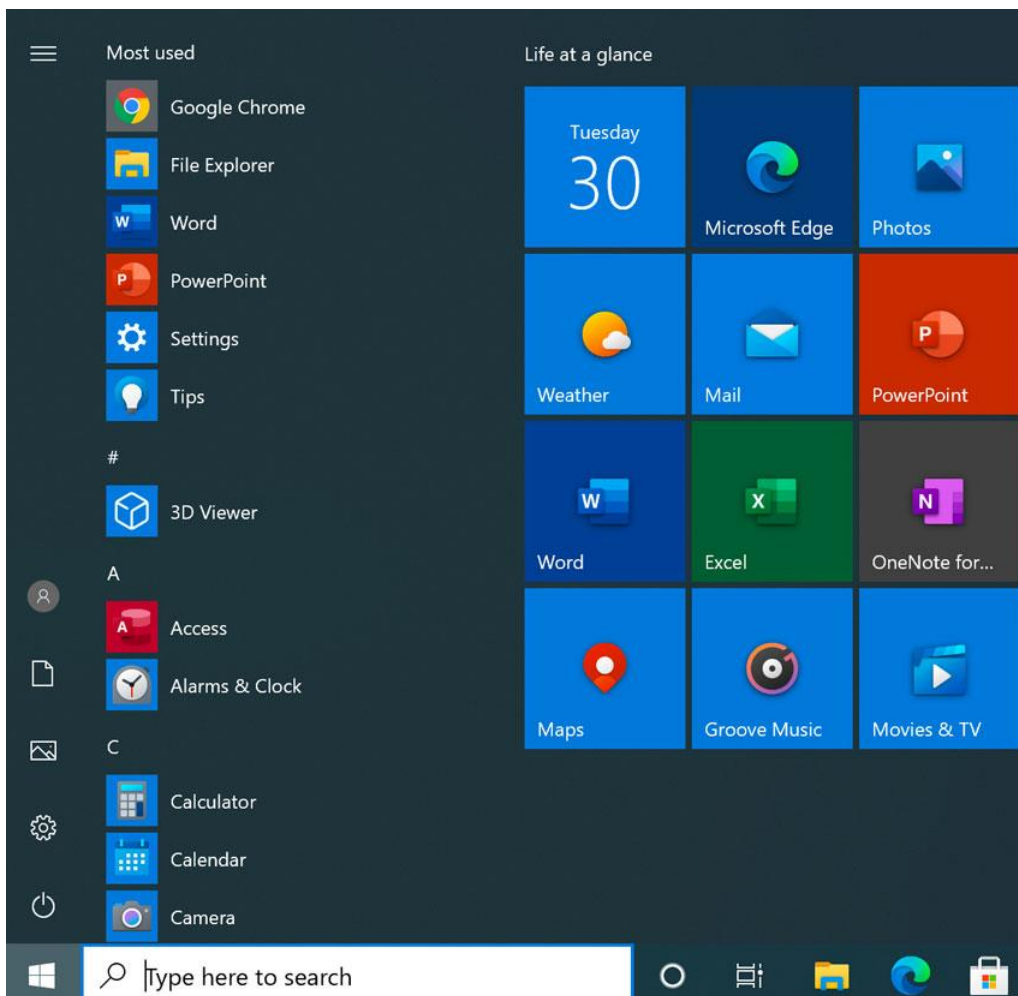 Most used
Google Chrome
File Explorer
Word
PowerPoint
Settings
Tips
#
3D Viewer
A
Access
Alarms & Clock
C
Calculator
Calendar
Camera
Life at a glance
Tuesday
30
Microsoft Edge
Photos
Weather
Mail
PowerPoint
Word
Excel
OneNote for...
Maps
Groove Music
Movies & TV
Type here to search